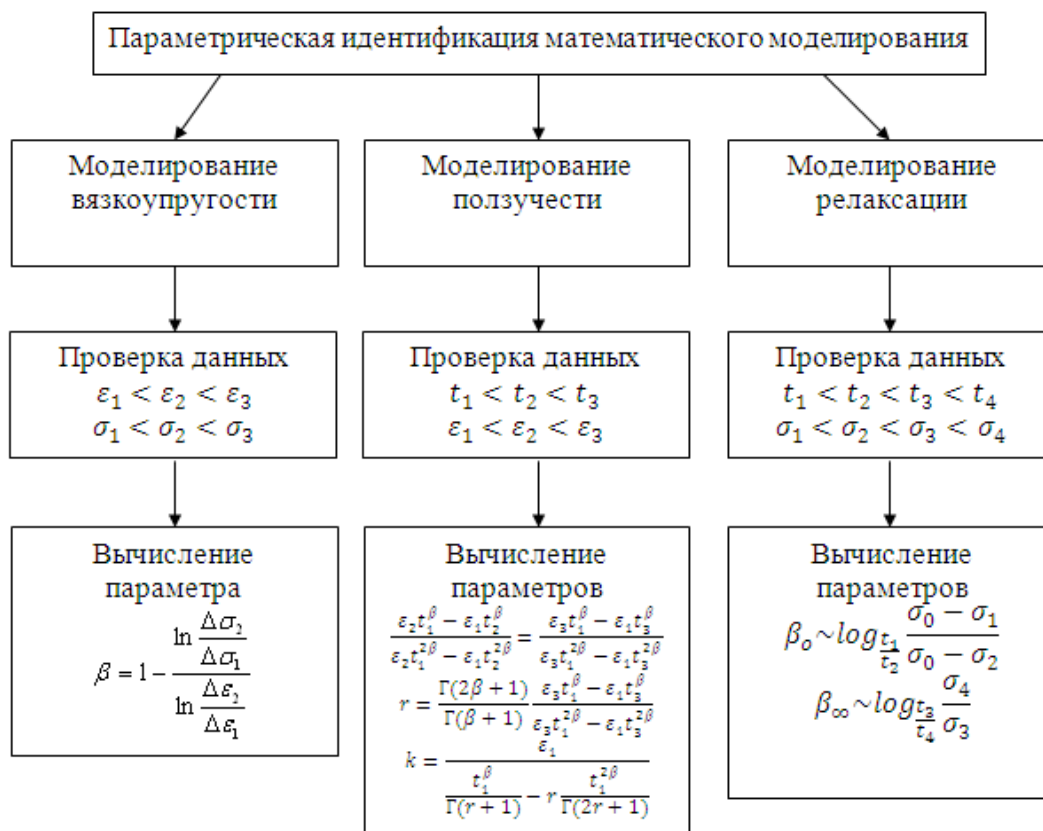 Параметрическая идентификация математического моделирования
Моделирование
вязкоупругости
Моделирование
ползучести
Моделирование
релаксации
Проверка данных
ε₁ < ε₂ < ε₃
σ₁ < σ₂ < σ₃
Проверка данных
t₁ < t₂ < t₃
ε₁ < ε₂ < ε₃
Проверка данных
t₁ < t₂ < t₃ < t₄
σ₁ < σ₂ < σ₃ < σ₄
Вычисление
параметра
β = 1 − (ln (Δσ₂/Δσ₁))/(ln (Δε₂/Δε₁))
Вычисление
параметров
(ε₂t₁^β − ε₁t₂^β)/(ε₂t₁^{2β} − ε₁t₂^{2β}) = (ε₃t₁^β − ε₁t₃^β)/(ε₃t₁^{2β} − ε₁t₃^{2β})
r = (Γ(2β + 1)/Γ(β + 1)) (ε₃t₁^β − ε₁t₃^β)/(ε₃t₁^{2β} − ε₁t₃^{2β})
k = ε₁/(t₁^β/Γ(r + 1) − r t₁^{2β}/Γ(2r + 1))
Вычисление
параметров
β₀~log_{t₁/t₂} (σ₀ − σ₁)/(σ₀ − σ₂)
β_∞~log_{t₃/t₄} σ₄/σ₃